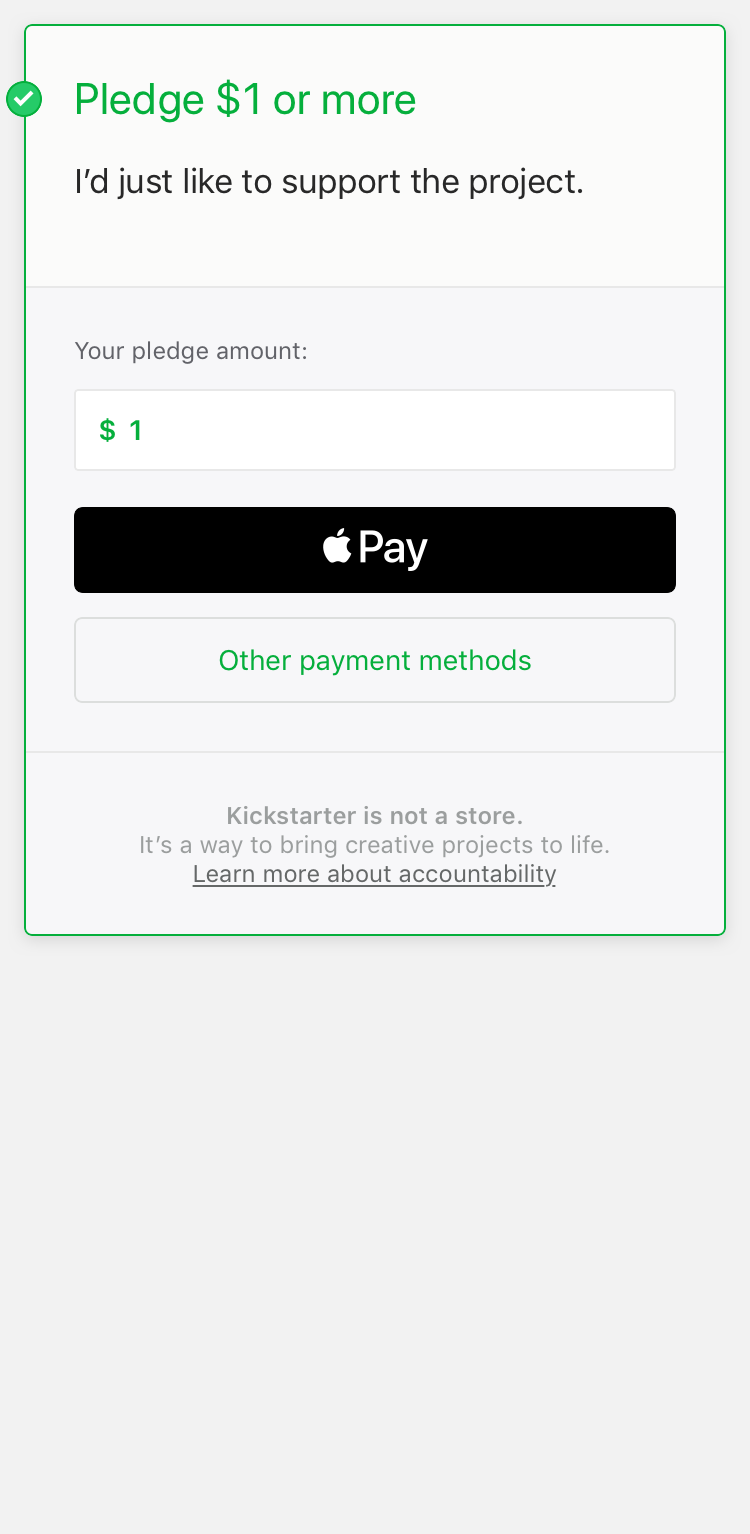 Pledge $1 or more
I’d just like to support the project.
Your pledge amount:
$ 1
Pay
Other payment methods
Kickstarter is not a store.
It’s a way to bring creative projects to life.
Learn more about accountability